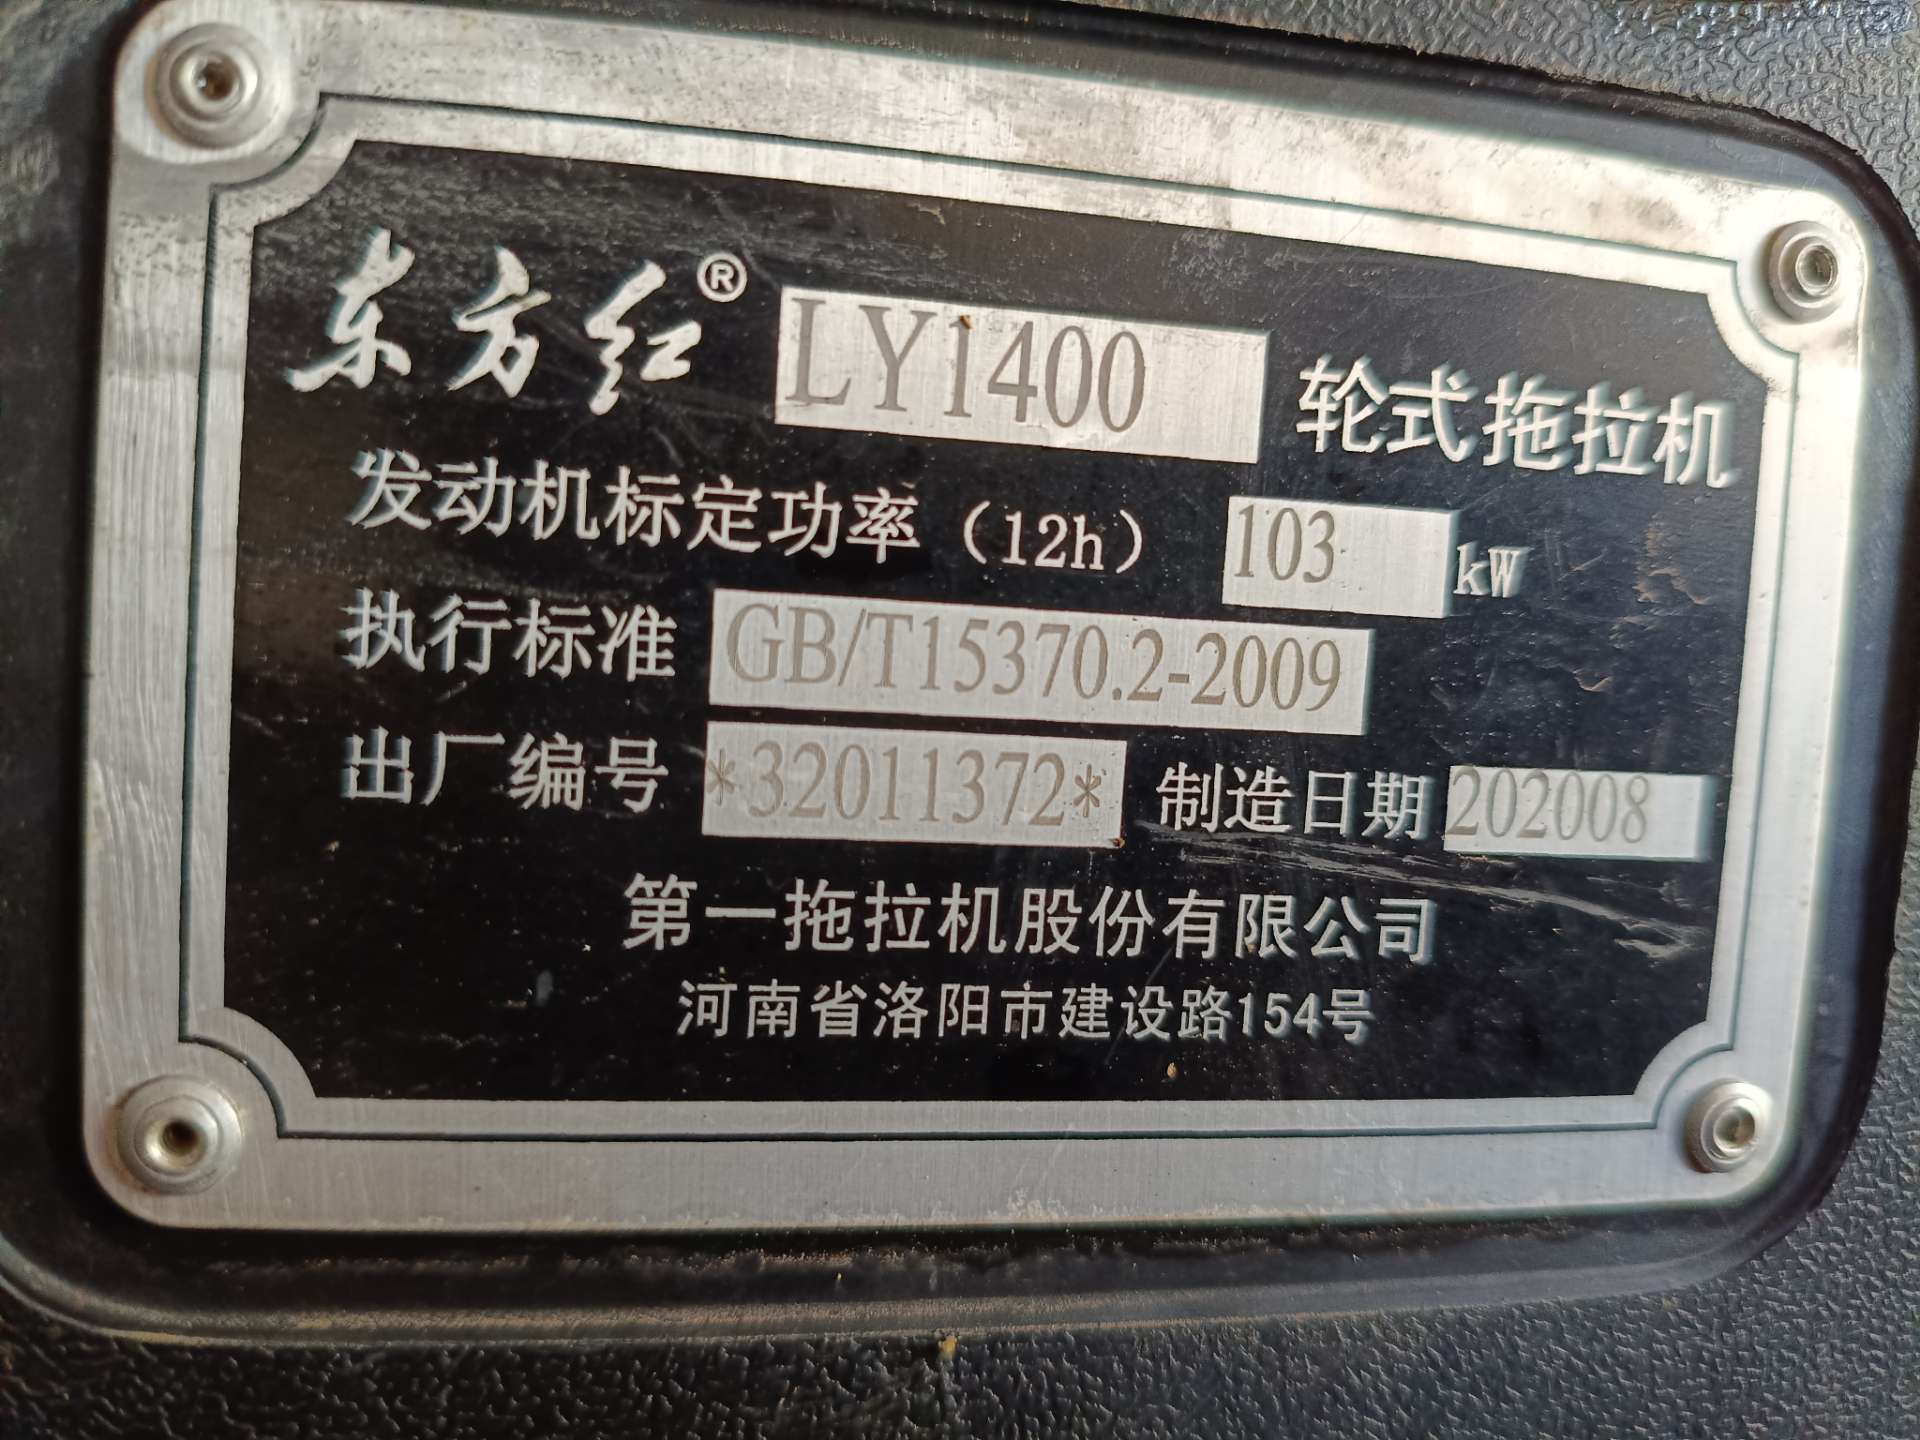 东方红® LY1400 轮式拖拉机
发动机标定功率（12h） 103 kW
执行标准 GB/T15370.2-2009
出厂编号 *32011372* 制造日期 202008
第一拖拉机股份有限公司
河南省洛阳市建设路154号